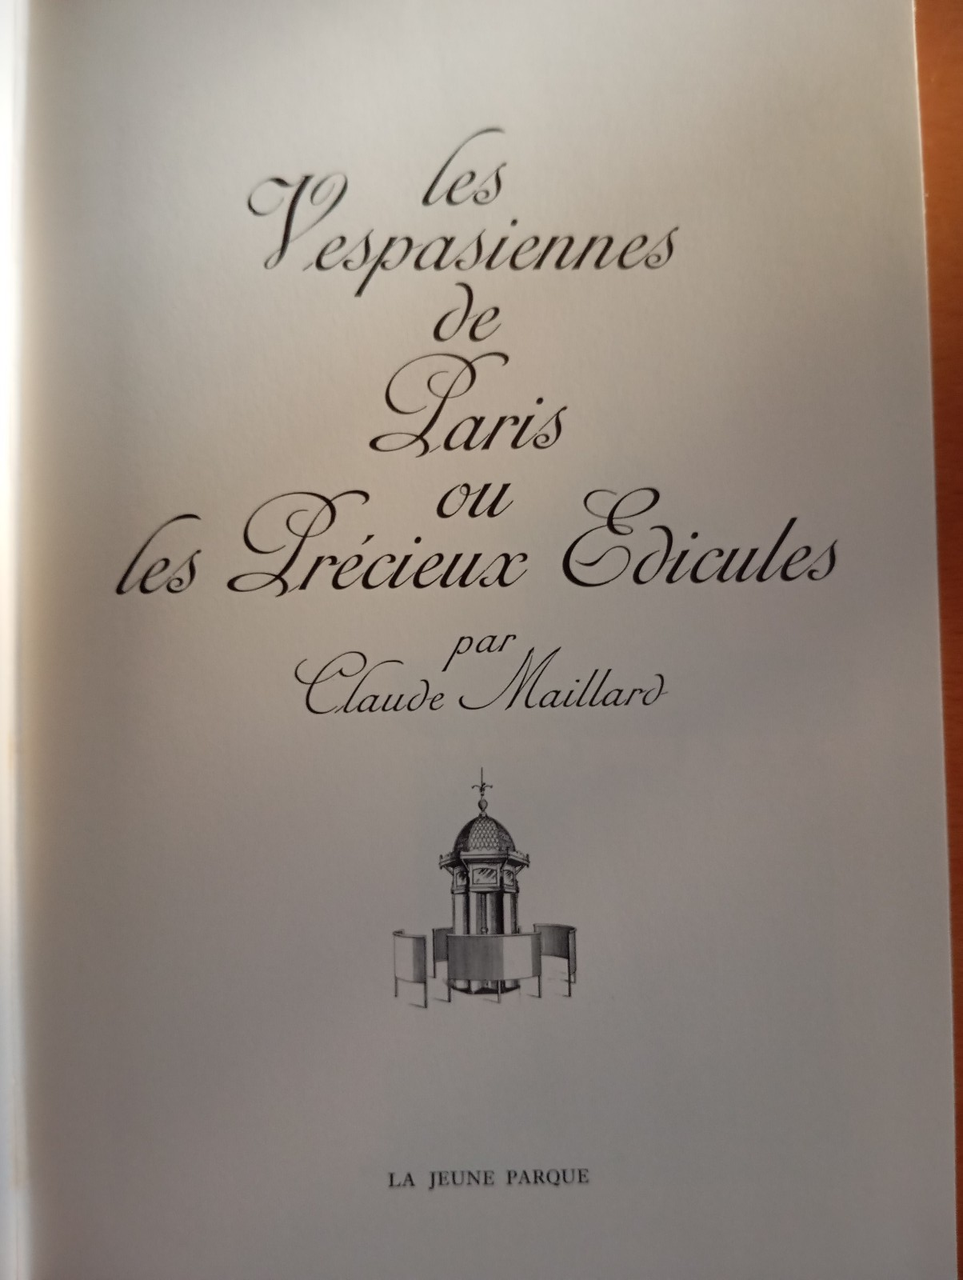 les
Vespasiennes
de
Paris
ou
les Précieux Edicules
par
Claude Maillard
LA JEUNE PARQUE